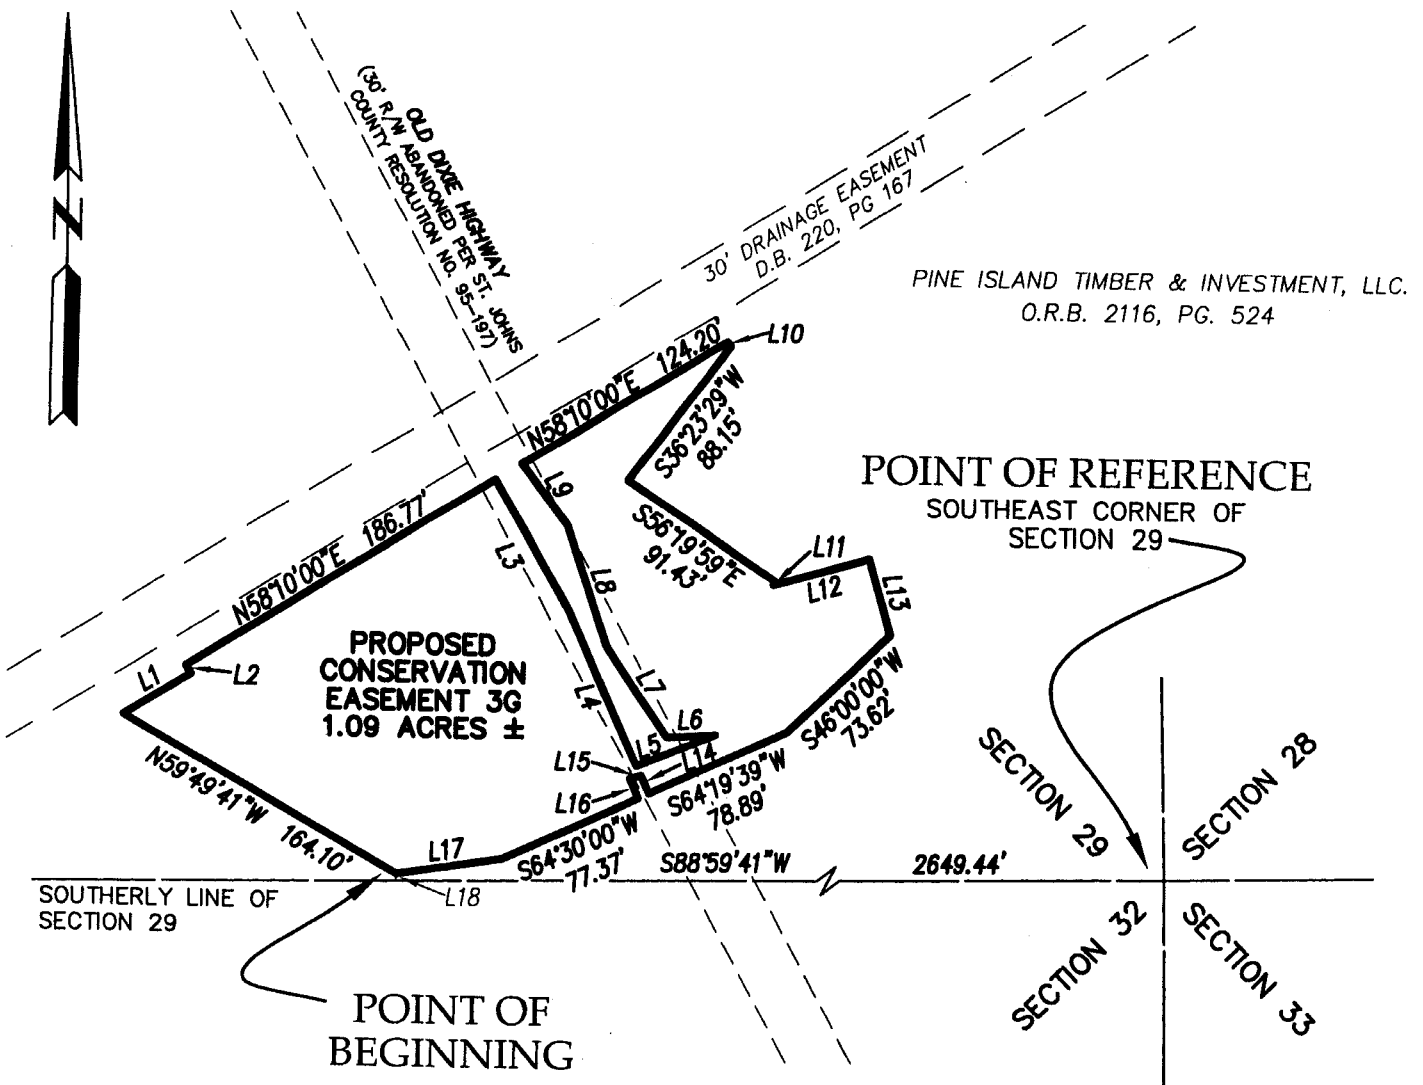 N
OLD DIXIE HIGHWAY
(30' R/W ABANDONED PER ST. JOHNS
COUNTY RESOLUTION NO. 95-197)
30' DRAINAGE EASEMENT
D.B. 220, PG 167
PINE ISLAND TIMBER & INVESTMENT, LLC.
O.R.B. 2116, PG. 524
N58°10'00"E 124.20'
L10
S36°23'29"W
88.15'
POINT OF REFERENCE
SOUTHEAST CORNER OF
SECTION 29
L9
N58°10'00"E 186.77'
L3
S56°19'59"E
91.43'
L11
L12
L13
L8
L1
L2
PROPOSED
CONSERVATION
EASEMENT 3G
1.09 ACRES ±
L4
L7
L6
L5
L14
L15
L16
S46°00'00"W
73.62'
S64°19'39"W
78.89'
N59°49'41"W 164.10'
L17
S64°30'00"W
77.37'
S88°59'41"W 2649.44'
L18
SOUTHERLY LINE OF
SECTION 29
SECTION 29
SECTION 28
SECTION 32
SECTION 33
POINT OF
BEGINNING